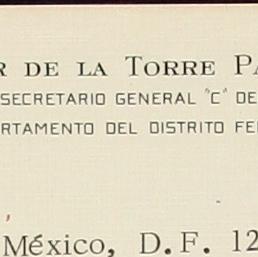 R DE LA TORRE PA
SECRETARIO GENERAL "C" DE
RTAMENTO DEL DISTRITO FE
México, D. F. 12